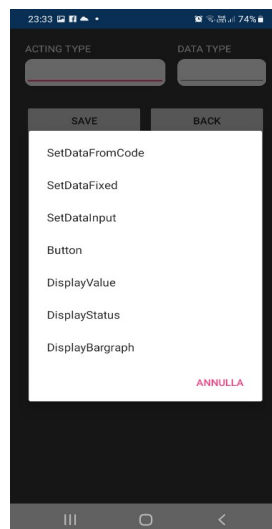 23:33 74%
ACTING TYPE DATA TYPE
SAVE BACK
SetDataFromCode
SetDataFixed
SetDataInput
Button
DisplayValue
DisplayStatus
DisplayBargraph
ANNULLA